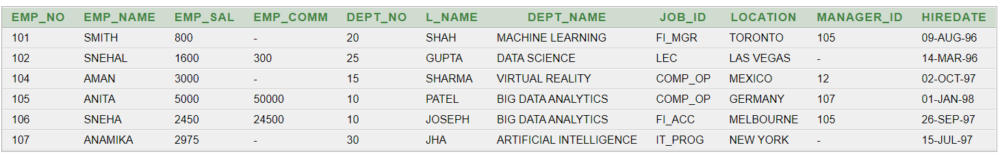 EMP_NO EMP_NAME EMP_SAL EMP_COMM DEPT_NO L_NAME DEPT_NAME JOB_ID LOCATION MANAGER_ID HIREDATE
101 SMITH 800 - 20 SHAH MACHINE LEARNING FI_MGR TORONTO 105 09-AUG-96
102 SNEHAL 1600 300 25 GUPTA DATA SCIENCE LEC LAS VEGAS - 14-MAR-96
104 AMAN 3000 - 15 SHARMA VIRTUAL REALITY COMP_OP MEXICO 12 02-OCT-97
105 ANITA 5000 50000 10 PATEL BIG DATA ANALYTICS COMP_OP GERMANY 107 01-JAN-98
106 SNEHA 2450 24500 10 JOSEPH BIG DATA ANALYTICS FI_ACC MELBOURNE 105 26-SEP-97
107 ANAMIKA 2975 - 30 JHA ARTIFICIAL INTELLIGENCE IT_PROG NEW YORK - 15-JUL-97